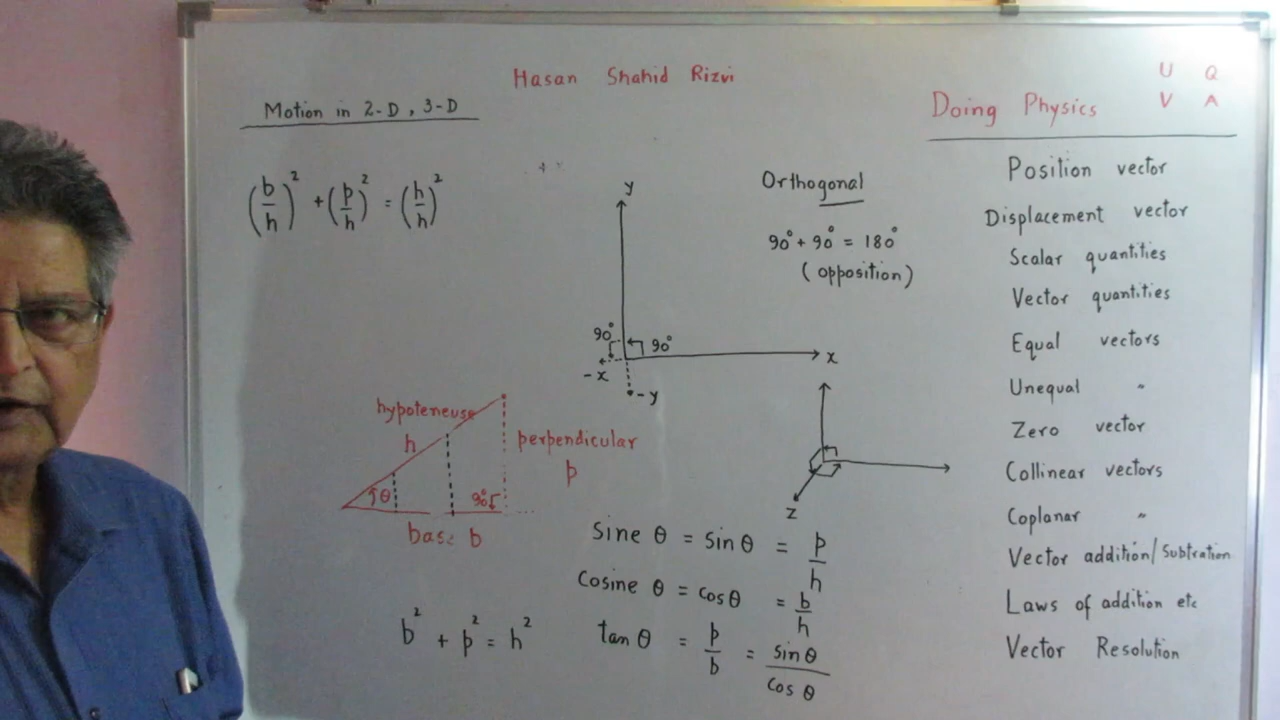 Hasan Shahid Rizvi
Motion in 2-D, 3-D
(b/h)² + (p/h)² = (h/h)²
y
90°
90°
x
-x
-y
Orthogonal
90° + 90° = 180°
(opposition)
z
hypoteneuse
h
perpendicular
p
θ
90°
base b
b² + p² = h²
Sine θ = sin θ = p/h
Cosine θ = cos θ = b/h
tan θ = p/b = sin θ/cos θ
U Q
V A
Doing Physics
Position vector
Displacement vector
Scalar quantities
Vector quantities
Equal vectors
Unequal "
Zero vector
Collinear vectors
Coplanar "
Vector addition/Subtration
Laws of addition etc
Vector Resolution